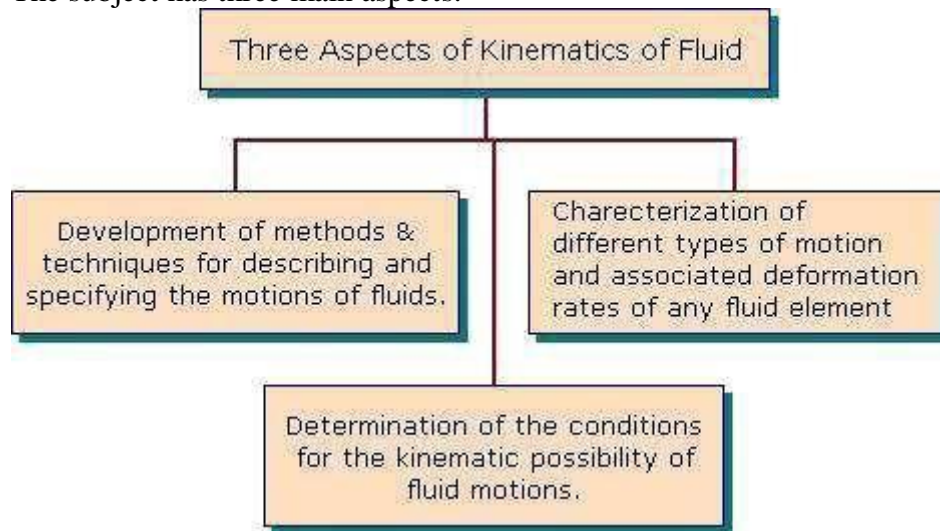 The subject has three main aspects:
Three Aspects of Kinematics of Fluid
Development of methods &
techniques for describing and
specifying the motions of fluids.
Charecterization of
different types of motion
and associated deformation
rates of any fluid element
Determination of the conditions
for the kinematic possibility of
fluid motions.